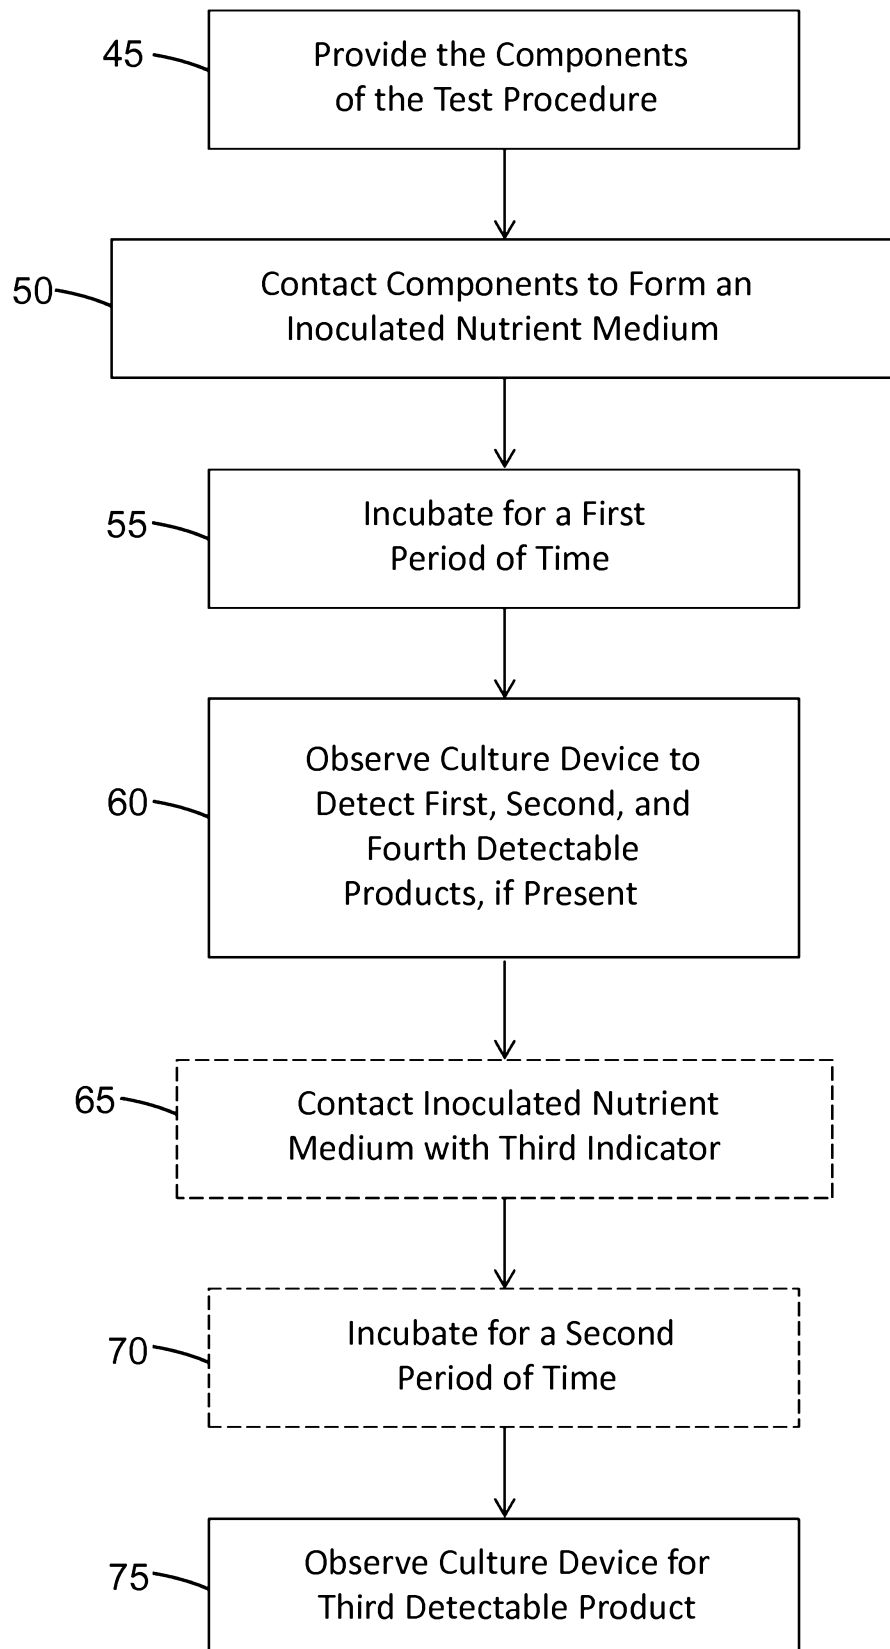 45
Provide the Components
of the Test Procedure
50
Contact Components to Form an
Inoculated Nutrient Medium
55
Incubate for a First
Period of Time
60
Observe Culture Device to
Detect First, Second, and
Fourth Detectable
Products, if Present
65
Contact Inoculated Nutrient
Medium with Third Indicator
70
Incubate for a Second
Period of Time
75
Observe Culture Device for
Third Detectable Product